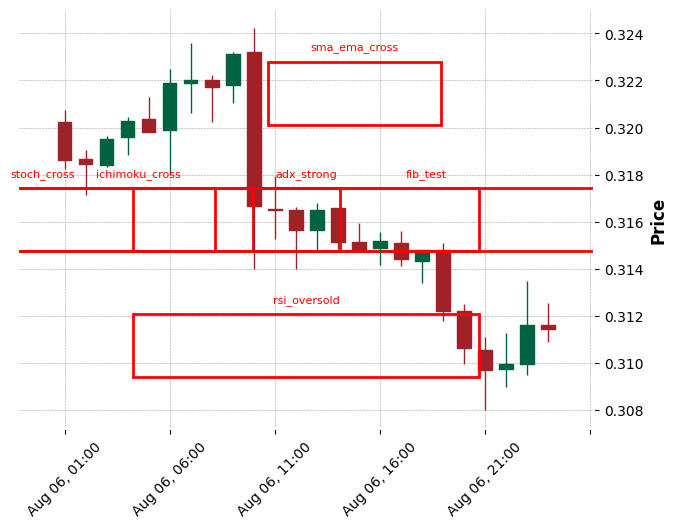 0.324
sma_ema_cross
0.322
0.320
0.318
stoch_cross ichimoku_cross adx_strong fib_test
0.316
Price
0.314
rsi_oversold
0.312
0.310
0.308
Aug 06, 01:00
Aug 06, 06:00
Aug 06, 11:00
Aug 06, 16:00
Aug 06, 21:00